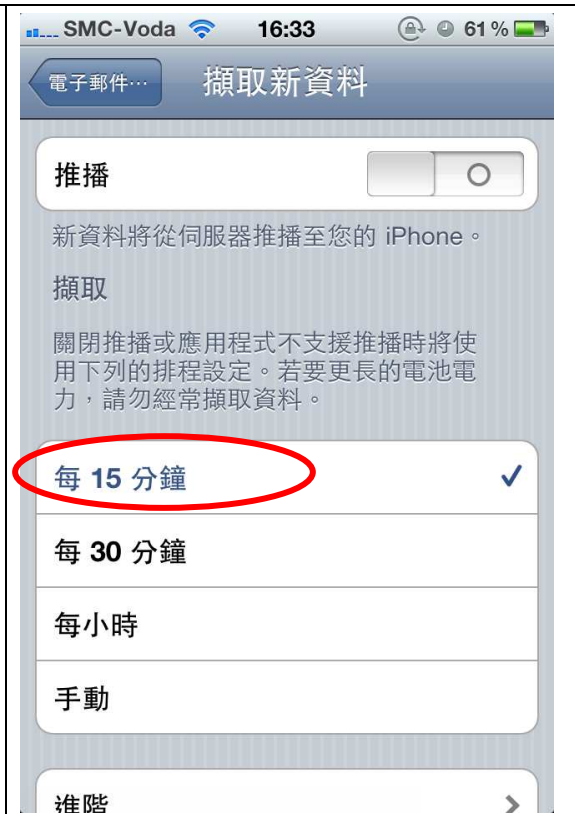 SMC-Voda 16:33 61%
電子郵件… 擷取新資料
推播
新資料將從伺服器推播至您的 iPhone。
擷取
關閉推播或應用程式不支援推播時將使
用下列的排程設定。若要更長的電池電
力，請勿經常擷取資料。
每 15 分鐘
每 30 分鐘
每小時
手動
進階